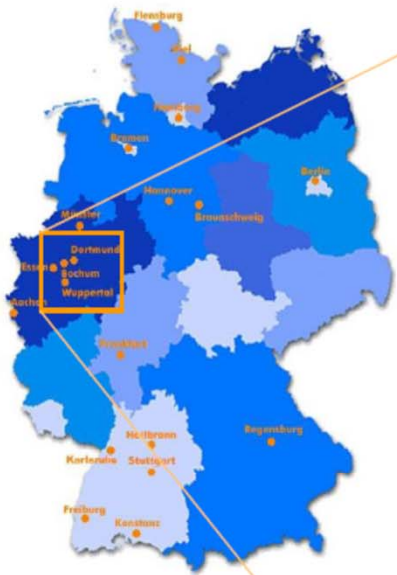 Flensburg
Kiel
Hamburg
Bremen
Berlin
Hannover
Braunschweig
Münster
Dortmund
Essen
Bochum
Wuppertal
Aachen
Frankfurt
Heilbronn
Regensburg
Karlsruhe
Stuttgart
Freiburg
Konstanz